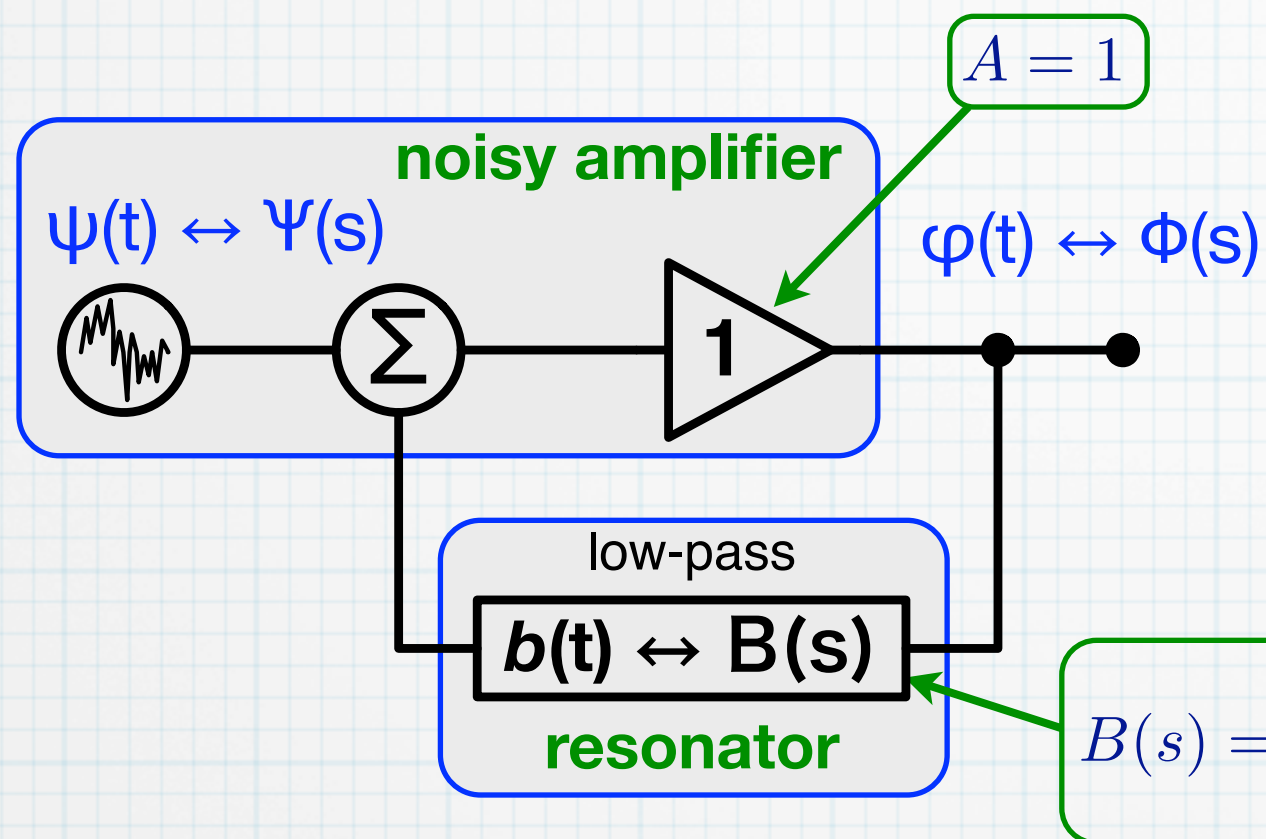 A = 1
noisy amplifier
ψ(t) ↔ Ψ(s)
φ(t) ↔ Φ(s)
Σ
1
low-pass
b(t) ↔ B(s)
resonator
B(s) =